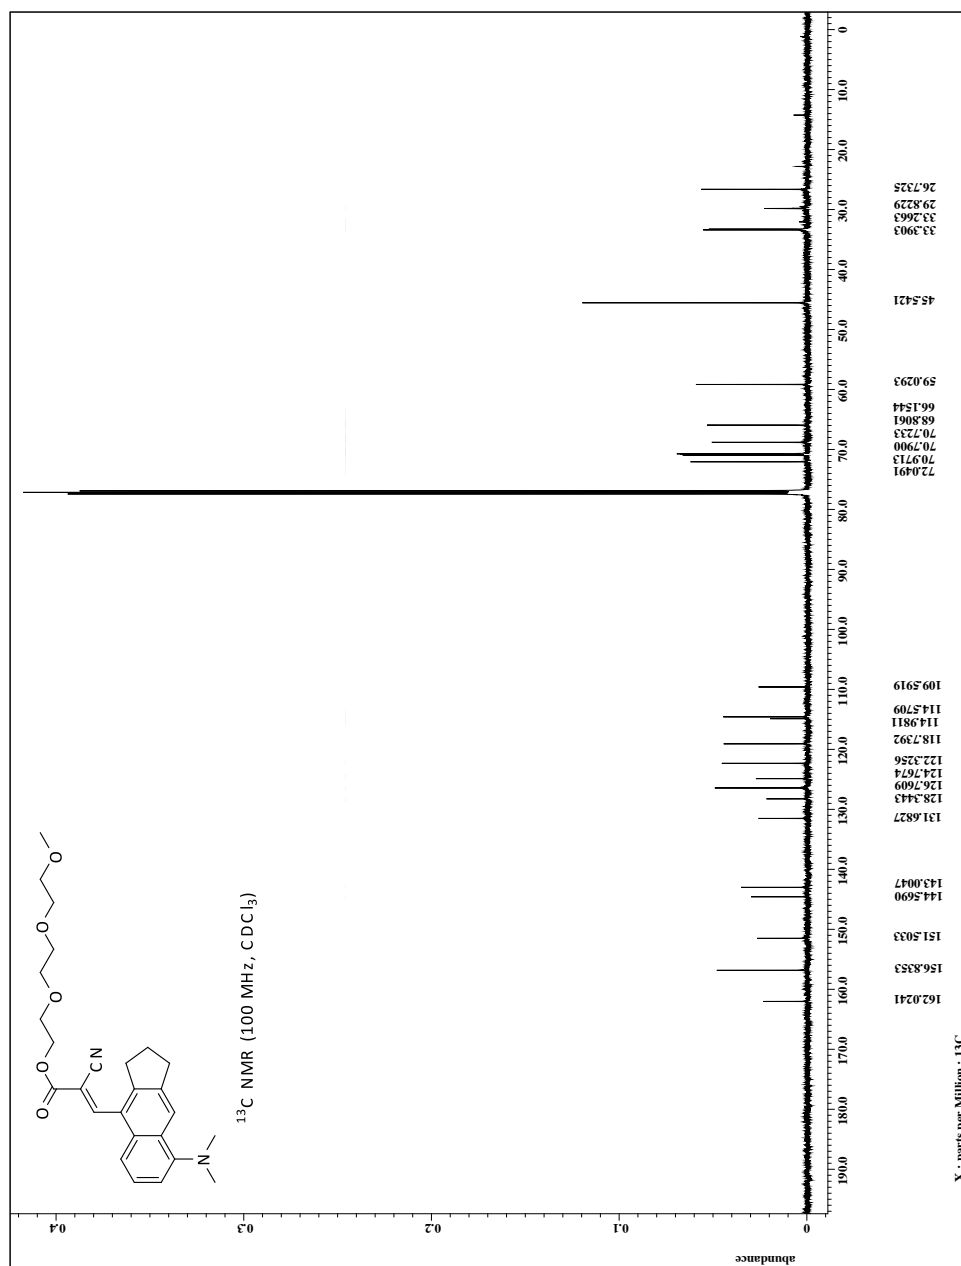 O
O
O
O
O
CN
N
¹³C NMR (100 MHz, CDCl₃)
abundance
0 0.1 0.2 0.3 0.4
190.0 180.0 170.0 160.0 150.0 140.0 130.0 120.0 110.0 100.0 90.0 80.0 70.0 60.0 50.0 40.0 30.0 20.0 10.0 0
162.0241
156.8353
151.5033
144.5690
143.0047
131.6827
128.3443
126.7609
124.7674
122.3256
118.7392
114.9811
114.5709
109.5919
72.0491
70.9713
70.7900
70.7233
68.8061
66.1544
59.0293
45.5421
33.3903
33.2663
29.8229
26.7325
X : parts per Million : 13C